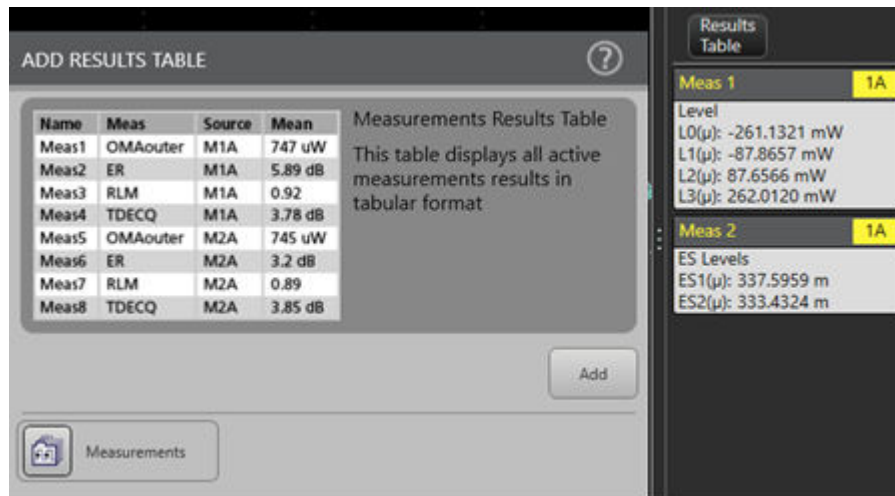 ADD RESULTS TABLE
?
Name Meas Source Mean
Meas1 OMAouter M1A 747 uW
Meas2 ER M1A 5.89 dB
Meas3 RLM M1A 0.92
Meas4 TDECQ M1A 3.78 dB
Meas5 OMAouter M2A 745 uW
Meas6 ER M2A 3.2 dB
Meas7 RLM M2A 0.89
Meas8 TDECQ M2A 3.85 dB
Measurements Results Table
This table displays all active
measurements results in
tabular format
Add
Measurements
Results
Table
Meas 1 1A
Level
L0(μ): -261.1321 mW
L1(μ): -87.8657 mW
L2(μ): 87.6566 mW
L3(μ): 262.0120 mW
Meas 2 1A
ES Levels
ES1(μ): 337.5959 m
ES2(μ): 333.4324 m